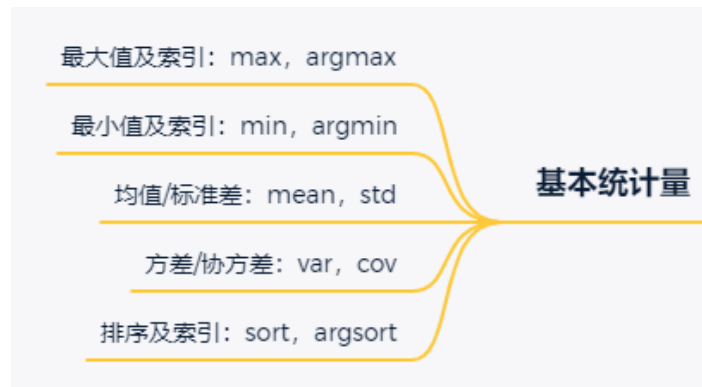 最大值及索引：max，argmax
最小值及索引：min，argmin
均值/标准差：mean，std
方差/协方差：var，cov
排序及索引：sort，argsort
基本统计量